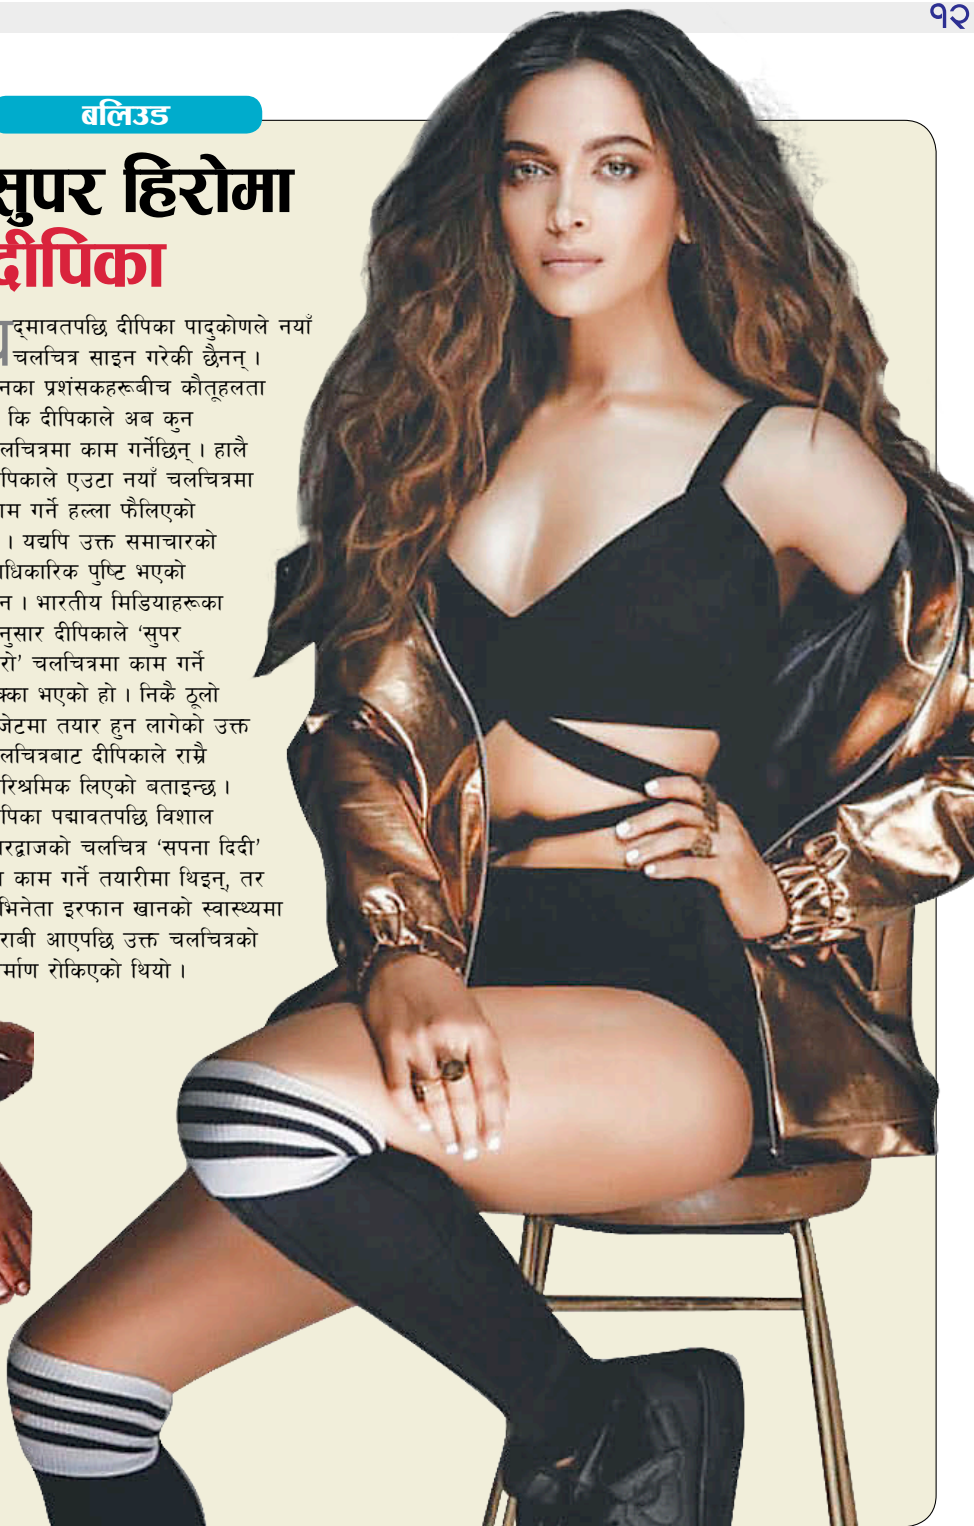 १२
बलिउड
सुपर हिरोमा
दीपिका
द्मावतपछि दीपिका पादुकोणले नयाँ
चलचित्र साइन गरेकी छैनन् ।
नका प्रशंसकहरूबीच कौतूहलता
कि दीपिकाले अब कुन
लचित्रमा काम गर्नेछिन् । हालै
पिकाले एउटा नयाँ चलचित्रमा
ाम गर्ने हल्ला फैलिएको
। यद्यपि उक्त समाचारको
ाधिकारिक पुष्टि भएको
न । भारतीय मिडियाहरूका
नुसार दीपिकाले ‘सुपर
रो’ चलचित्रमा काम गर्ने
क्का भएको हो । निकै ठूलो
जेटमा तयार हुन लागेको उक्त
लचित्रबाट दीपिकाले राम्रै
रिश्रमिक लिएको बताइन्छ ।
पिका पद्मावतपछि विशाल
ारद्वाजको चलचित्र ‘सपना दिदी’
ा काम गर्ने तयारीमा थिइन्, तर
भिनेता इरफान खानको स्वास्थ्यमा
राबी आएपछि उक्त चलचित्रको
र्माण रोकिएको थियो ।